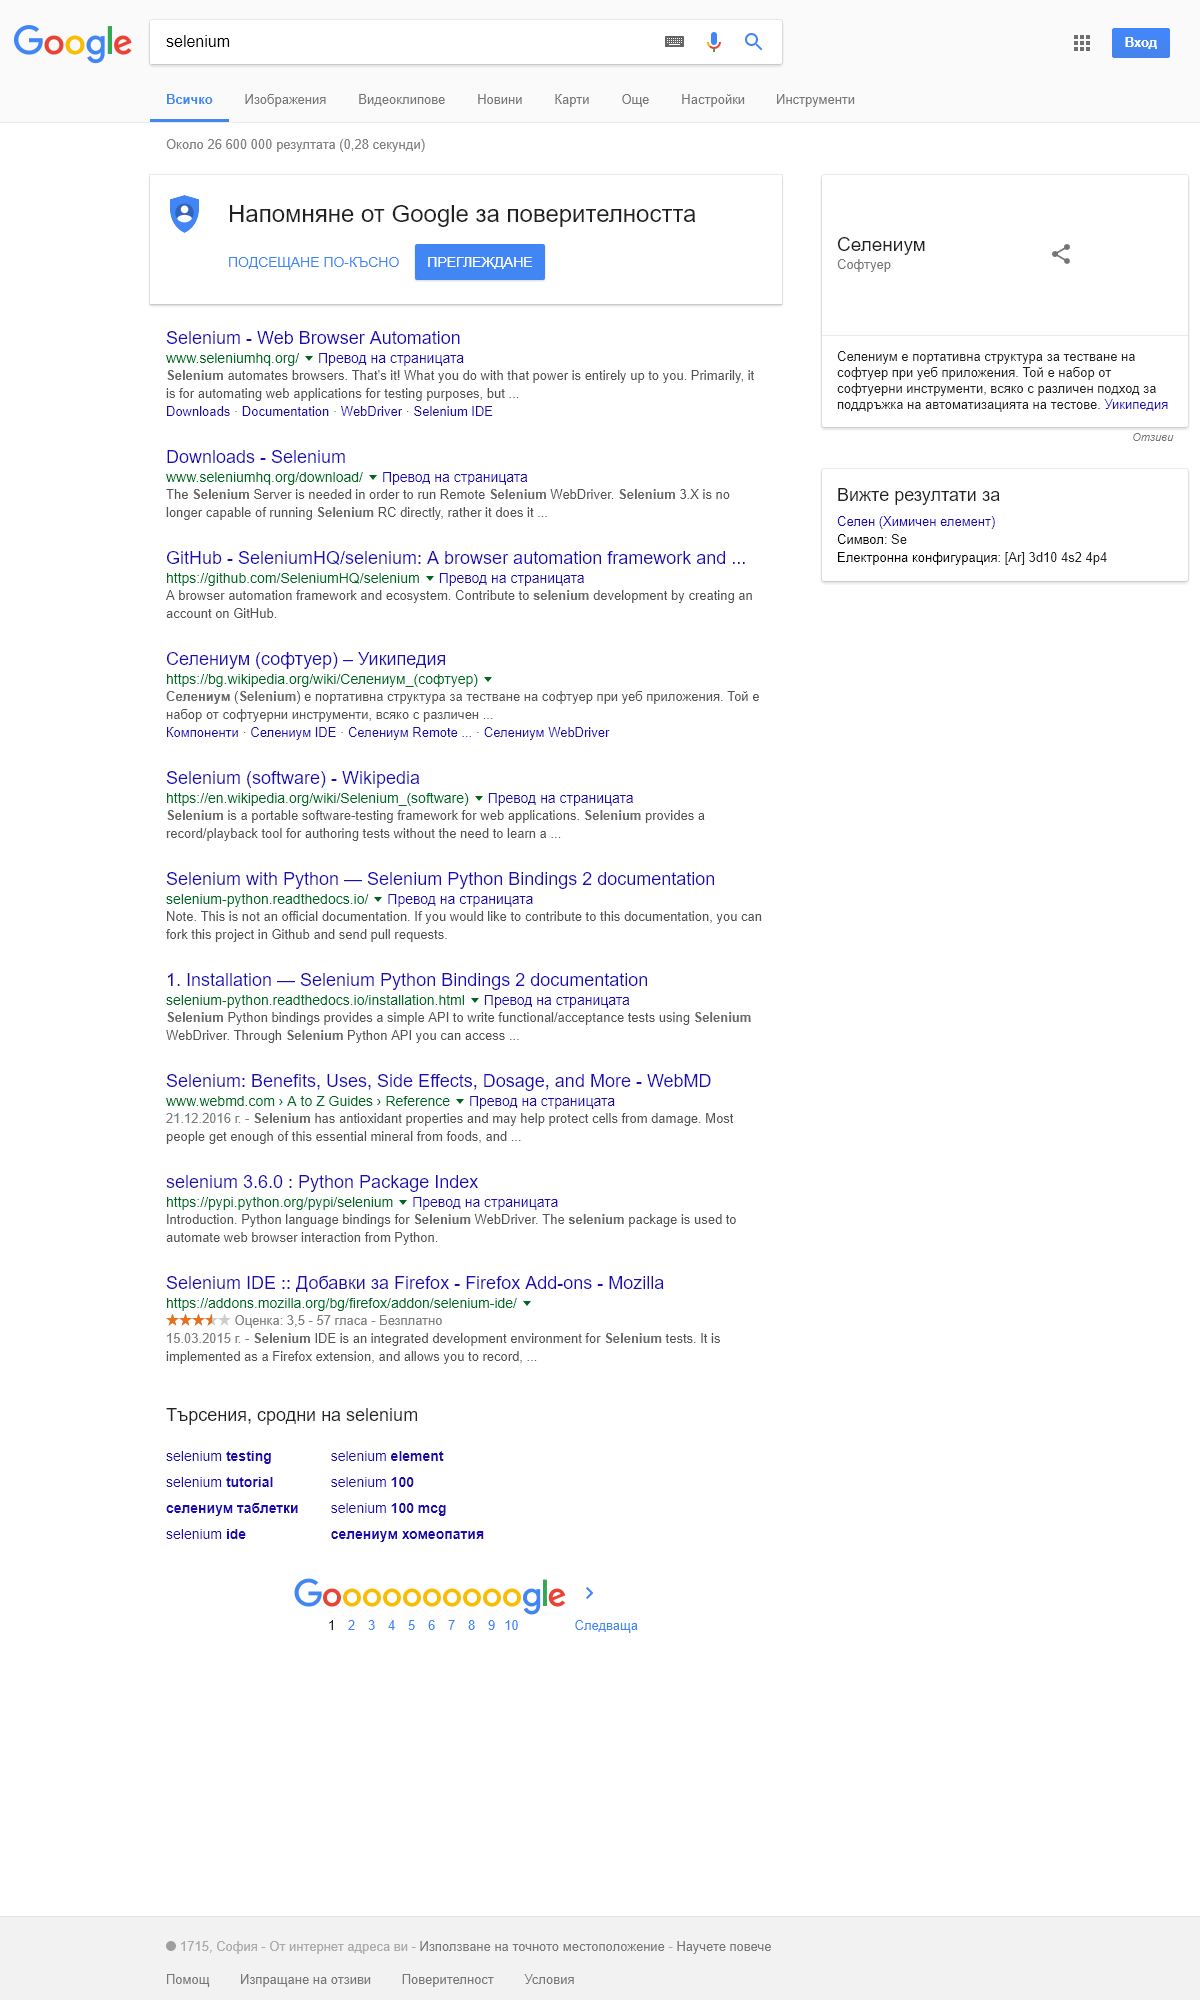 Google
selenium
Вход
Всичко Изображения Видеоклипове Новини Карти Още Настройки Инструменти
Около 26 600 000 резултата (0,28 секунди)
Напомняне от Google за поверителността
ПОДСЕЩАНЕ ПО-КЪСНО ПРЕГЛЕЖДАНЕ
Selenium - Web Browser Automation
www.seleniumhq.org/ Превод на страницата
Selenium automates browsers. That's it! What you do with that power is entirely up to you. Primarily, it
is for automating web applications for testing purposes, but ...
Downloads · Documentation · WebDriver · Selenium IDE
Downloads - Selenium
www.seleniumhq.org/download/ Превод на страницата
The Selenium Server is needed in order to run Remote Selenium WebDriver. Selenium 3.X is no
longer capable of running Selenium RC directly, rather it does it ...
GitHub - SeleniumHQ/selenium: A browser automation framework and ...
https://github.com/SeleniumHQ/selenium Превод на страницата
A browser automation framework and ecosystem. Contribute to selenium development by creating an
account on GitHub.
Селениум (софтуер) – Уикипедия
https://bg.wikipedia.org/wiki/Селениум_(софтуер)
Селениум (Selenium) е портативна структура за тестване на софтуер при уеб приложения. Той е
набор от софтуерни инструменти, всяко с различен ...
Компоненти · Селениум IDE · Селениум Remote ... · Селениум WebDriver
Selenium (software) - Wikipedia
https://en.wikipedia.org/wiki/Selenium_(software) Превод на страницата
Selenium is a portable software-testing framework for web applications. Selenium provides a
record/playback tool for authoring tests without the need to learn a ...
Selenium with Python — Selenium Python Bindings 2 documentation
selenium-python.readthedocs.io/ Превод на страницата
Note. This is not an official documentation. If you would like to contribute to this documentation, you can
fork this project in Github and send pull requests.
1. Installation — Selenium Python Bindings 2 documentation
selenium-python.readthedocs.io/installation.html Превод на страницата
Selenium Python bindings provides a simple API to write functional/acceptance tests using Selenium
WebDriver. Through Selenium Python API you can access ...
Selenium: Benefits, Uses, Side Effects, Dosage, and More - WebMD
www.webmd.com › A to Z Guides › Reference Превод на страницата
21.12.2016 г. - Selenium has antioxidant properties and may help protect cells from damage. Most
people get enough of this essential mineral from foods, and ...
selenium 3.6.0 : Python Package Index
https://pypi.python.org/pypi/selenium Превод на страницата
Introduction. Python language bindings for Selenium WebDriver. The selenium package is used to
automate web browser interaction from Python.
Selenium IDE :: Добавки за Firefox - Firefox Add-ons - Mozilla
https://addons.mozilla.org/bg/firefox/addon/selenium-ide/
Оценка: 3,5 - 57 гласа - Безплатно
15.03.2015 г. - Selenium IDE is an integrated development environment for Selenium tests. It is
implemented as a Firefox extension, and allows you to record, ...
Търсения, сродни на selenium
selenium testing selenium element
selenium tutorial selenium 100
селениум таблетки selenium 100 mcg
selenium ide селениум хомеопатия
Goooooooooogle
1 2 3 4 5 6 7 8 9 10 Следваща
Селениум
Софтуер
Селениум е портативна структура за тестване на
софтуер при уеб приложения. Той е набор от
софтуерни инструменти, всяко с различен подход за
поддръжка на автоматизацията на тестове. Уикипедия
Отзиви
Вижте резултати за
Селен (Химичен елемент)
Символ: Se
Електронна конфигурация: [Ar] 3d10 4s2 4p4
1715, София - От интернет адреса ви - Използване на точното местоположение - Научете повече
Помощ Изпращане на отзиви Поверителност Условия